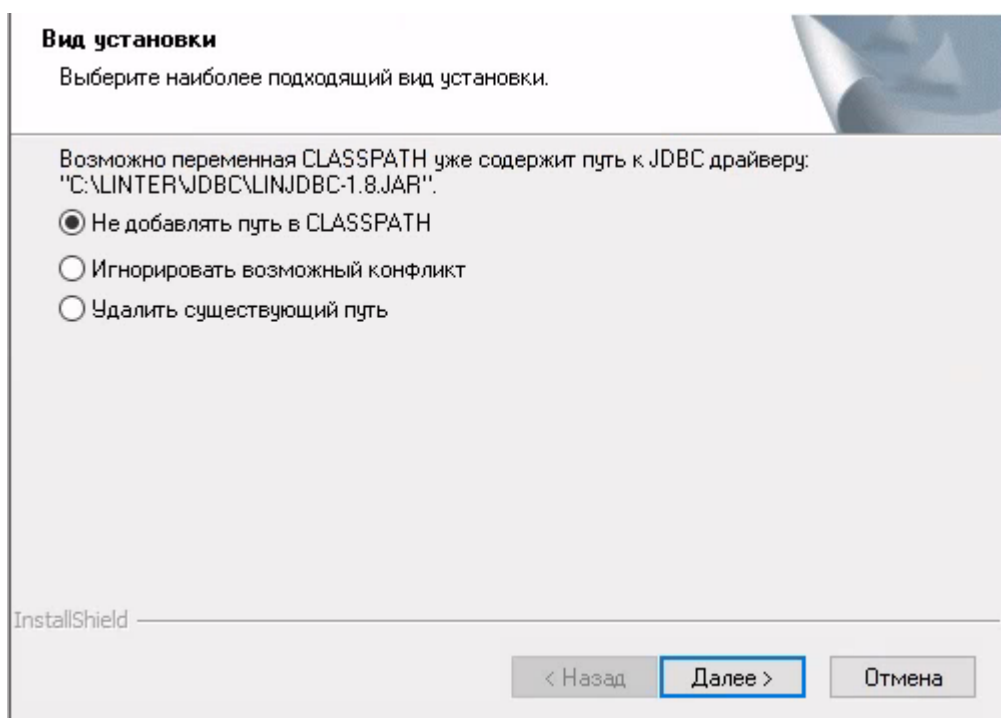 Вид установки
Выберите наиболее подходящий вид установки.
Возможно переменная CLASSPATH уже содержит путь к JDBC драйверу:
"C:\LINTER\JDBC\LINJDBC-1.8.JAR".
Не добавлять путь в CLASSPATH
Игнорировать возможный конфликт
Удалить существующий путь
InstallShield
< Назад
Далее >
Отмена